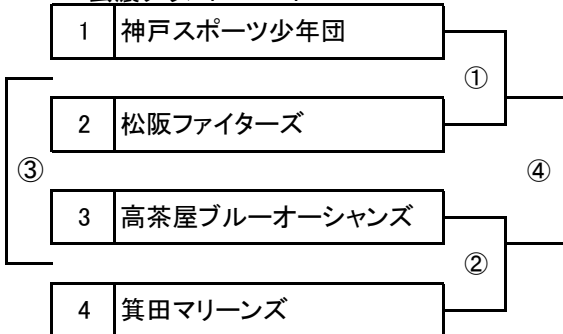 1 神戸スポーツ少年団
①
2 松阪ファイターズ
③ ④
3 高茶屋ブルーオーシャンズ
②
4 箕田マリーンズ